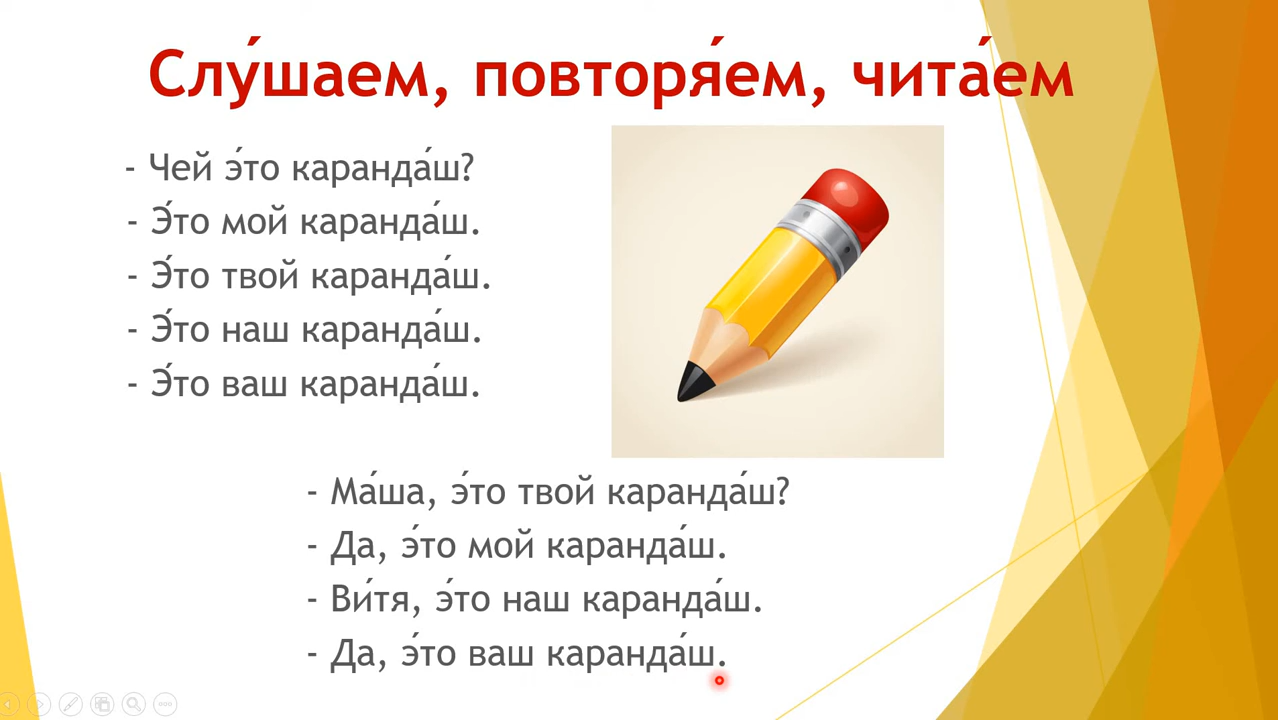 Слу́шаем, повторя́ем, чита́ем
- Чей э́то каранда́ш?
- Э́то мой каранда́ш.
- Э́то твой каранда́ш.
- Э́то наш каранда́ш.
- Э́то ваш каранда́ш.
- Ма́ша, э́то твой каранда́ш?
- Да, э́то мой каранда́ш.
- Ви́тя, э́то наш каранда́ш.
- Да, э́то ваш каранда́ш.